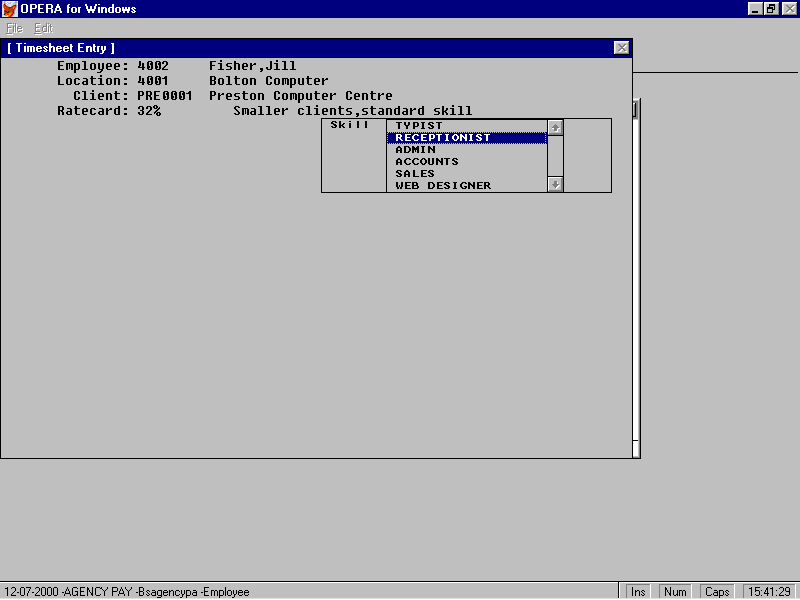 OPERA for Windows
File Edit
[ Timesheet Entry ]
Employee: 4002 Fisher,Jill
Location: 4001 Bolton Computer
Client: PRE0001 Preston Computer Centre
Ratecard: 32% Smaller clients,standard skill
Skill TYPIST
RECEPTIONIST
ADMIN
ACCOUNTS
SALES
WEB DESIGNER
12-07-2000 -AGENCY PAY -Bsagencypa -Employee Ins Num Caps 15:41:29